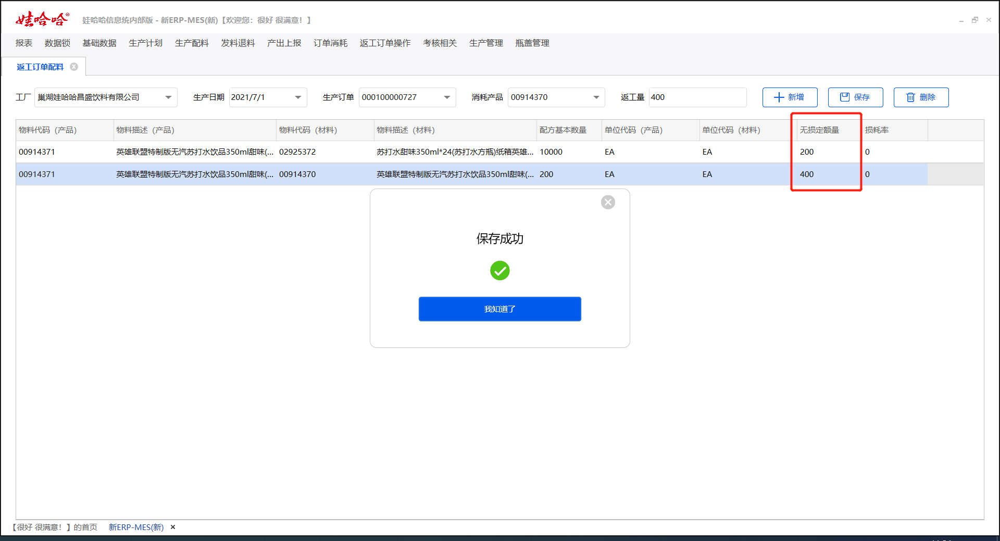 娃哈哈®
娃哈哈信息统内部版 - 新ERP-MES(新)【欢迎您：很好 很满意！】
报表 数据锁 基础数据 生产计划 生产配料 发料退料 产出上报 订单消耗 返工订单操作 考核相关 生产管理 瓶盖管理
返工订单配料
工厂 巢湖娃哈哈昌盛饮料有限公司 生产日期 2021/7/1 生产订单 000100000727 消耗产品 00914370 返工量 400 新增 保存 删除
物料代码（产品） 物料描述（产品） 物料代码（材料） 物料描述（材料） 配方基本数量 单位代码（产品） 单位代码（材料） 无损定额量 损耗率
00914371 英雄联盟特制版无汽苏打水饮品350ml甜味(... 02925372 苏打水甜味350ml*24(苏打水方瓶)纸箱英雄... 10000 EA EA 200 0
00914371 英雄联盟特制版无汽苏打水饮品350ml甜味(... 00914370 英雄联盟特制版无汽苏打水饮品350ml甜味(... 200 EA EA 400 0
保存成功
我知道了
【很好 很满意！】的首页 新ERP-MES(新)